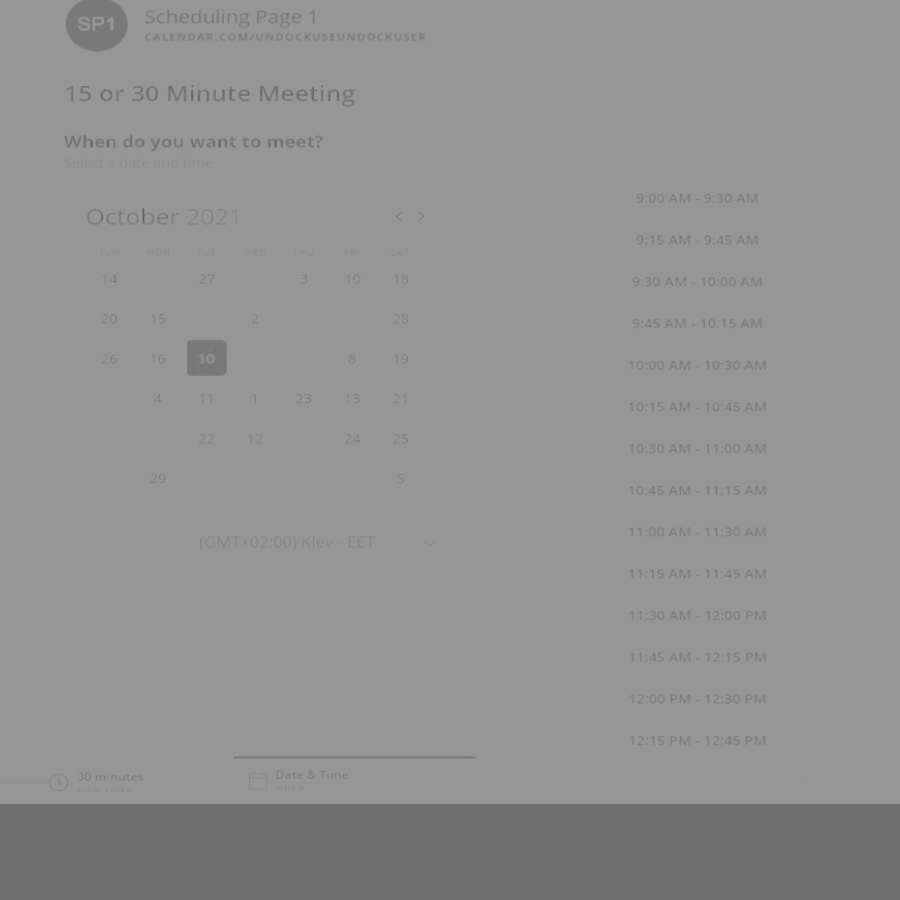 SP1
Scheduling Page 1
CALENDAR.COM/UNDOCKUSEUNDOCKUSER
15 or 30 Minute Meeting
When do you want to meet?
Select a date and time
October 2021 < >
SUN MON TUE WED THU FRI SAT
14 27 3 10 18
20 15 2 28
26 16 10 8 19
4 11 1 23 13 21
22 12 24 25
29 5
(GMT+02:00) Kiev - EET
9:00 AM - 9:30 AM
9:15 AM - 9:45 AM
9:30 AM - 10:00 AM
9:45 AM - 10:15 AM
10:00 AM - 10:30 AM
10:15 AM - 10:45 AM
10:30 AM - 11:00 AM
10:45 AM - 11:15 AM
11:00 AM - 11:30 AM
11:15 AM - 11:45 AM
11:30 AM - 12:00 PM
11:45 AM - 12:15 PM
12:00 PM - 12:30 PM
12:15 PM - 12:45 PM
30 minutes
HOW LONG
Date & Time
WHEN